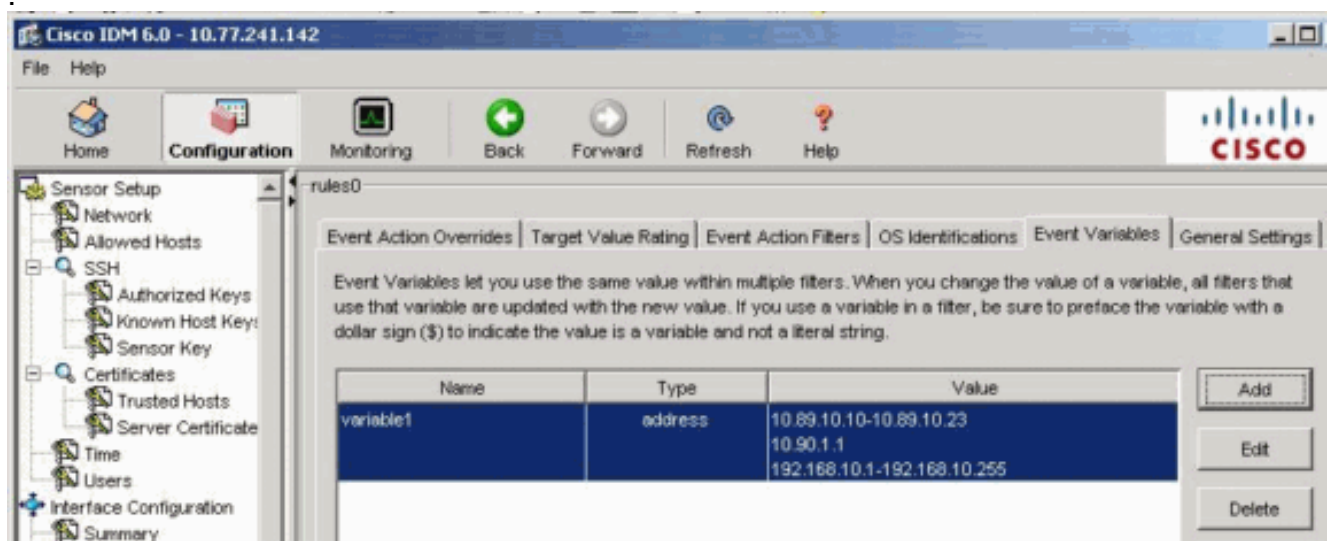 Cisco IDM 6.0 - 10.77.241.142
File Help
Home Configuration Monitoring Back Forward Refresh Help
CISCO
Sensor Setup
Network
Allowed Hosts
SSH
Authorized Keys
Known Host Keys
Sensor Key
Certificates
Trusted Hosts
Server Certificate
Time
Users
Interface Configuration
Summary
rules0
Event Action Overrides Target Value Rating Event Action Filters OS Identifications Event Variables General Settings
Event Variables let you use the same value within multiple filters. When you change the value of a variable, all filters that
use that variable are updated with the new value. If you use a variable in a filter, be sure to preface the variable with a
dollar sign ($) to indicate the value is a variable and not a literal string.
Name Type Value
variable1 address 10.89.10.10-10.89.10.23
10.90.1.1
192.168.10.1-192.168.10.255
Add
Edit
Delete